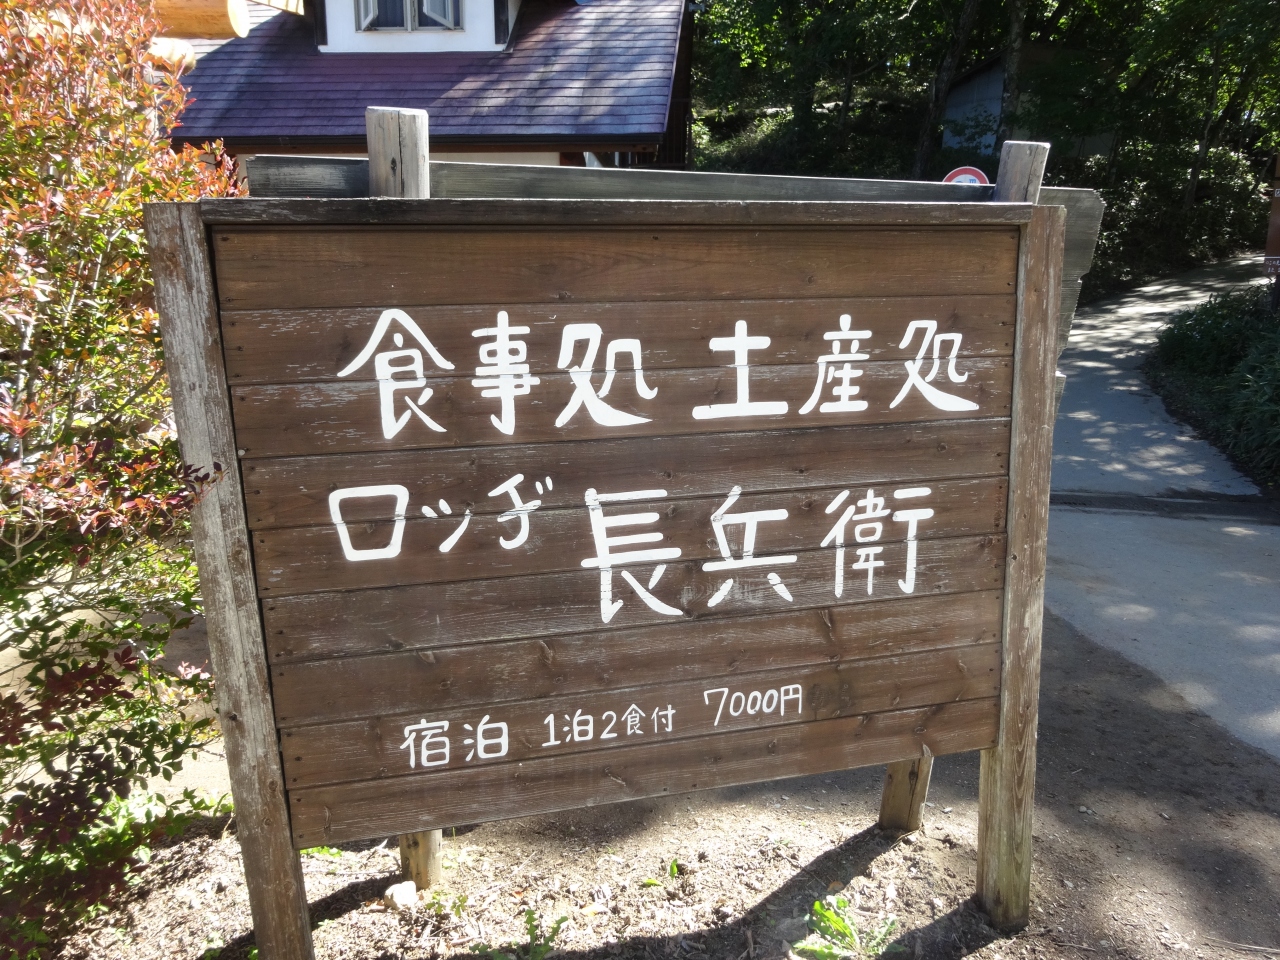 食事処 土産処
ロッヂ 長兵衛
宿泊 1泊2食付 7000円